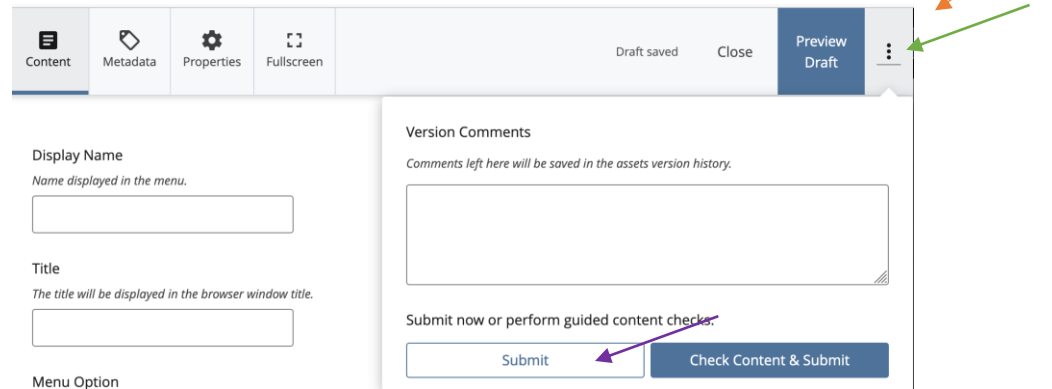 Content
Metadata
Properties
Fullscreen
Draft saved
Close
Preview
Draft
Version Comments
Comments left here will be saved in the assets version history.
Display Name
Name displayed in the menu.
Title
The title will be displayed in the browser window title.
Submit now or perform guided content checks.
Submit
Check Content & Submit
Menu Option